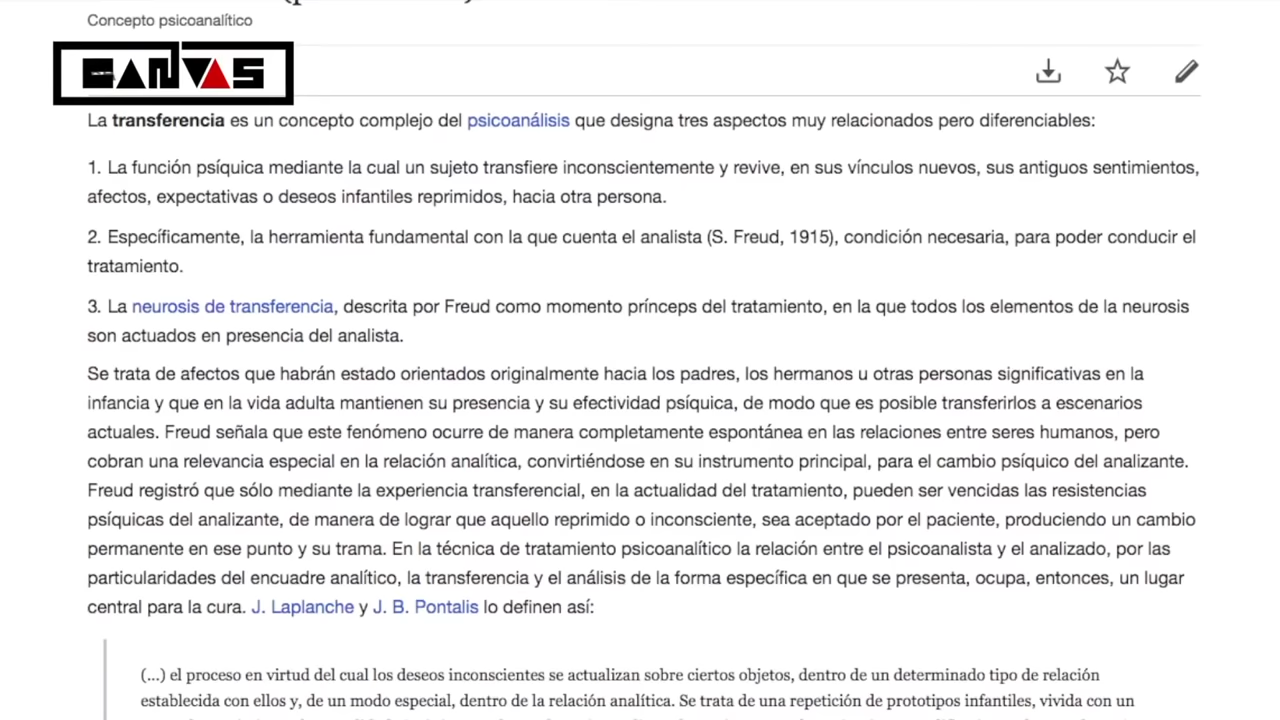 Concepto psicoanalítico
CANVAS
La transferencia es un concepto complejo del psicoanálisis que designa tres aspectos muy relacionados pero diferenciables:
1. La función psíquica mediante la cual un sujeto transfiere inconscientemente y revive, en sus vínculos nuevos, sus antiguos sentimientos,
afectos, expectativas o deseos infantiles reprimidos, hacia otra persona.
2. Específicamente, la herramienta fundamental con la que cuenta el analista (S. Freud, 1915), condición necesaria, para poder conducir el
tratamiento.
3. La neurosis de transferencia, descrita por Freud como momento prínceps del tratamiento, en la que todos los elementos de la neurosis
son actuados en presencia del analista.
Se trata de afectos que habrán estado orientados originalmente hacia los padres, los hermanos u otras personas significativas en la
infancia y que en la vida adulta mantienen su presencia y su efectividad psíquica, de modo que es posible transferirlos a escenarios
actuales. Freud señala que este fenómeno ocurre de manera completamente espontánea en las relaciones entre seres humanos, pero
cobran una relevancia especial en la relación analítica, convirtiéndose en su instrumento principal, para el cambio psíquico del analizante.
Freud registró que sólo mediante la experiencia transferencial, en la actualidad del tratamiento, pueden ser vencidas las resistencias
psíquicas del analizante, de manera de lograr que aquello reprimido o inconsciente, sea aceptado por el paciente, produciendo un cambio
permanente en ese punto y su trama. En la técnica de tratamiento psicoanalítico la relación entre el psicoanalista y el analizado, por las
particularidades del encuadre analítico, la transferencia y el análisis de la forma específica en que se presenta, ocupa, entonces, un lugar
central para la cura. J. Laplanche y J. B. Pontalis lo definen así:
(...) el proceso en virtud del cual los deseos inconscientes se actualizan sobre ciertos objetos, dentro de un determinado tipo de relación
establecida con ellos y, de un modo especial, dentro de la relación analítica. Se trata de una repetición de prototipos infantiles, vivida con un